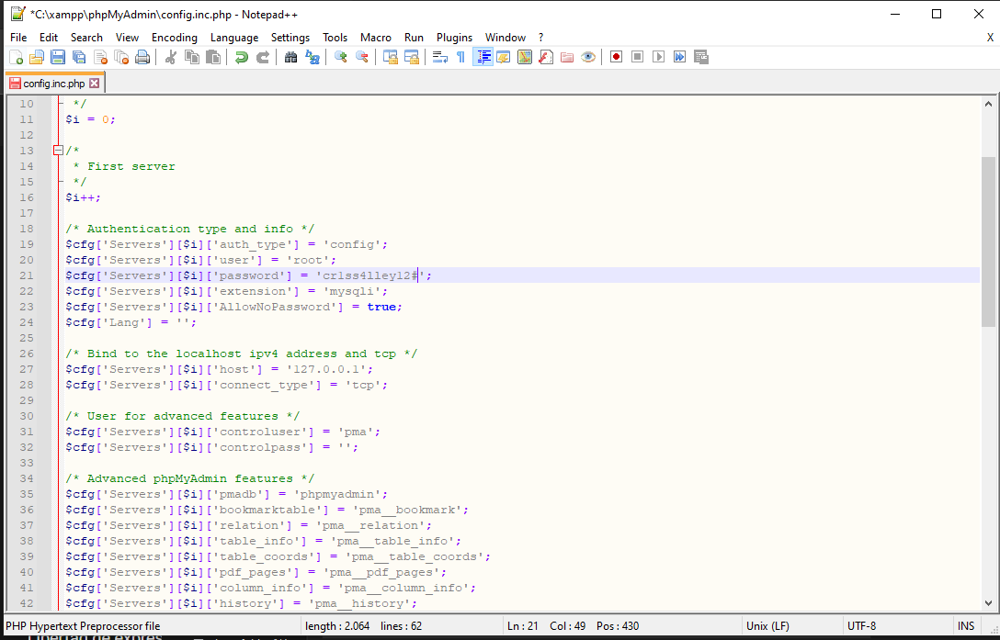 *C:\xampp\phpMyAdmin\config.inc.php - Notepad++
File Edit Search View Encoding Language Settings Tools Macro Run Plugins Window ? X
config.inc.php
10 */
11 $i = 0;
12
13 /*
14 * First server
15 */
16 $i++;
17
18 /* Authentication type and info */
19 $cfg['Servers'][$i]['auth_type'] = 'config';
20 $cfg['Servers'][$i]['user'] = 'root';
21 $cfg['Servers'][$i]['password'] = 'cr1ss4lley12#';
22 $cfg['Servers'][$i]['extension'] = 'mysqli';
23 $cfg['Servers'][$i]['AllowNoPassword'] = true;
24 $cfg['Lang'] = '';
25
26 /* Bind to the localhost ipv4 address and tcp */
27 $cfg['Servers'][$i]['host'] = '127.0.0.1';
28 $cfg['Servers'][$i]['connect_type'] = 'tcp';
29
30 /* User for advanced features */
31 $cfg['Servers'][$i]['controluser'] = 'pma';
32 $cfg['Servers'][$i]['controlpass'] = '';
33
34 /* Advanced phpMyAdmin features */
35 $cfg['Servers'][$i]['pmadb'] = 'phpmyadmin';
36 $cfg['Servers'][$i]['bookmarktable'] = 'pma__bookmark';
37 $cfg['Servers'][$i]['relation'] = 'pma__relation';
38 $cfg['Servers'][$i]['table_info'] = 'pma__table_info';
39 $cfg['Servers'][$i]['table_coords'] = 'pma__table_coords';
40 $cfg['Servers'][$i]['pdf_pages'] = 'pma__pdf_pages';
41 $cfg['Servers'][$i]['column_info'] = 'pma__column_info';
42 $cfg['Servers'][$i]['history'] = 'pma__history';
PHP Hypertext Preprocessor file length : 2.064 lines : 62 Ln : 21 Col : 49 Pos : 430 Unix (LF) UTF-8 INS